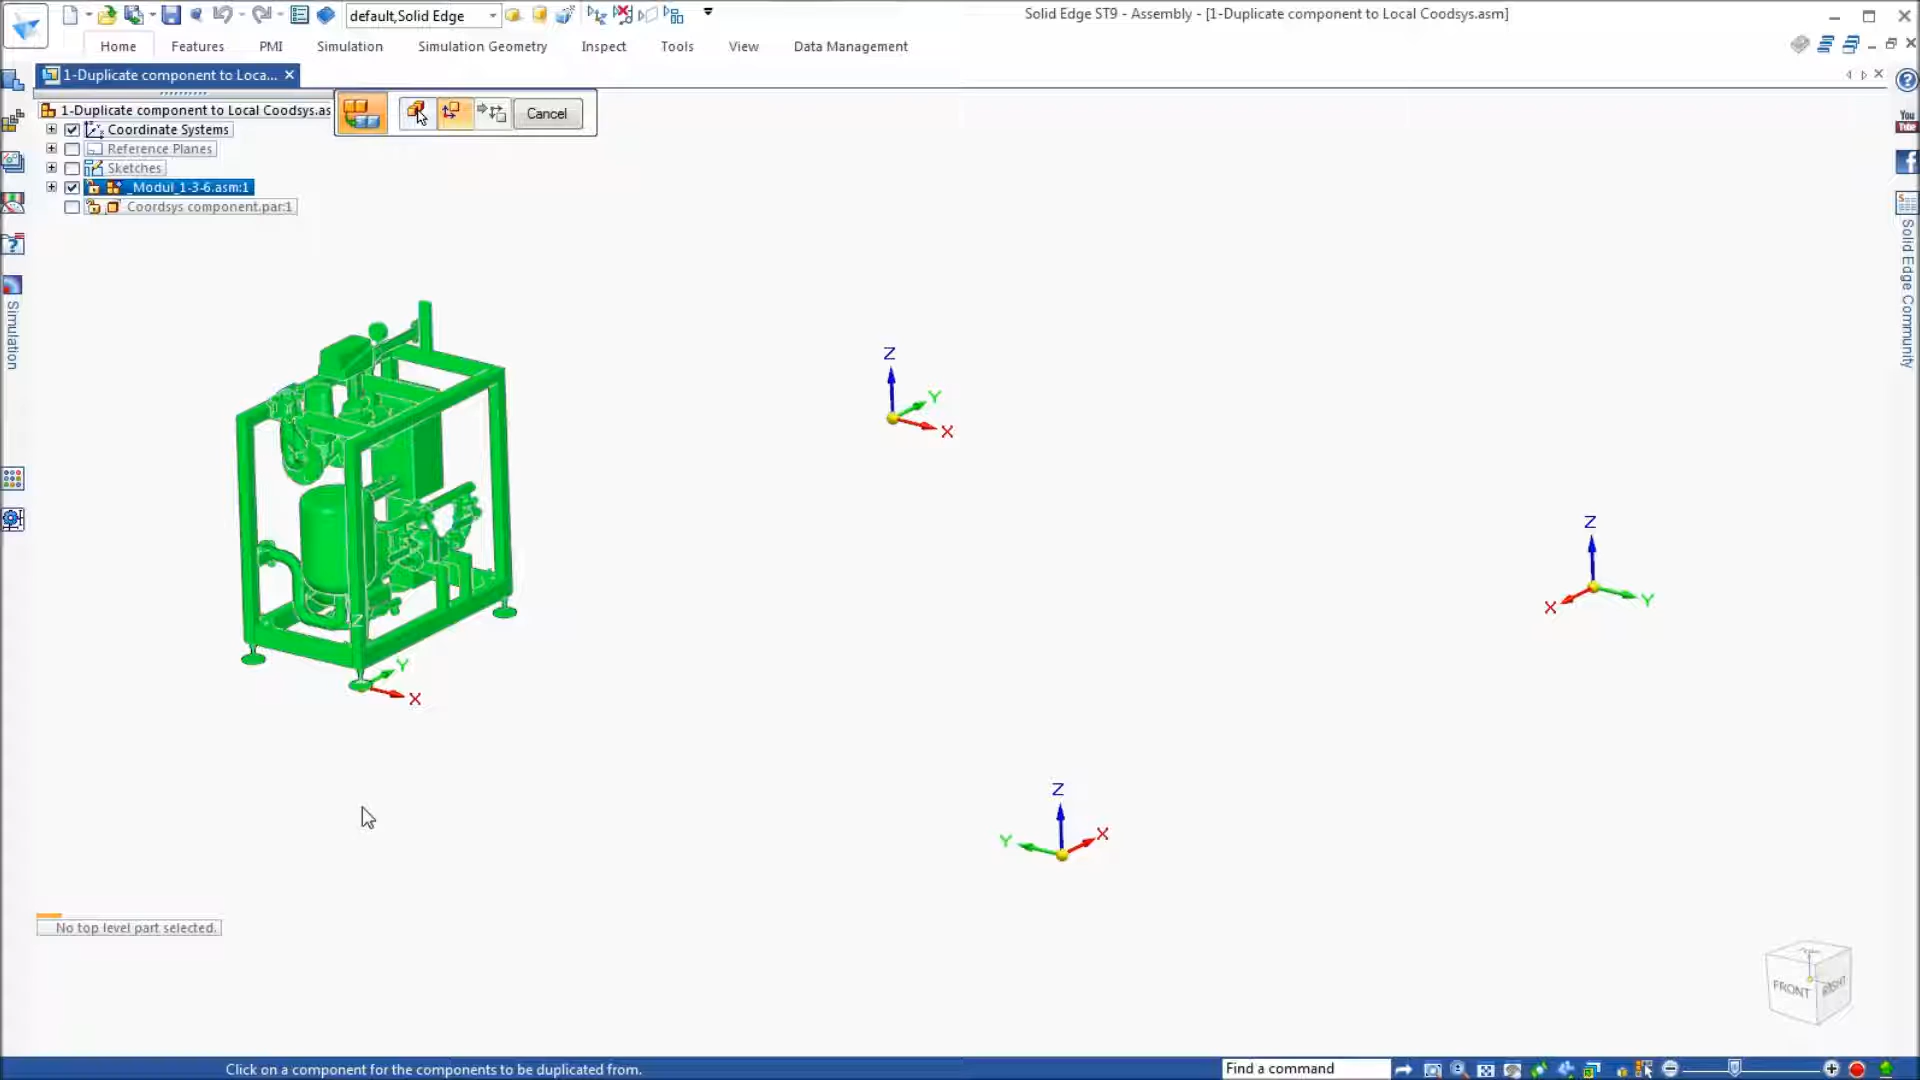 default,Solid Edge
Solid Edge ST9 - Assembly - [1-Duplicate component to Local Coodsys.asm]
Home
Features
PMI
Simulation
Simulation Geometry
Inspect
Tools
View
Data Management
1-Duplicate component to Loca...
1-Duplicate component to Local Coodsys.as
Cancel
Coordinate Systems
Reference Planes
Sketches
_Modul_1-3-6.asm:1
Coordsys component.par:1
You
Tube
Solid Edge Community
Simulation
Z
Y
X
Z
X
Y
Z
Y
X
Z
Y
X
No top level part selected.
FRONT
RIGHT
Click on a component for the components to be duplicated from.
Find a command